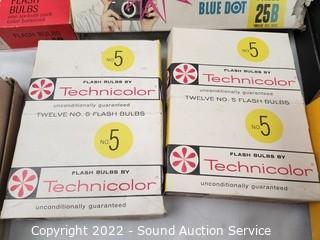 FLASH BULBS
BLUE DOT
25B
NO. 5
FLASH BULBS BY
Technicolor
unconditionally guaranteed
TWELVE NO. 5 FLASH BULBS
NO. 5
FLASH BULBS BY
Technicolor
unconditionally guaranteed
NO. 5
FLASH BULBS BY
Technicolor
unconditionally guaranteed
TWELVE NO. 5 FLASH BULBS
NO. 5
FLASH BULBS BY
Technicolor
unconditionally guaranteed
Copyright 2022 - Sound Auction Service